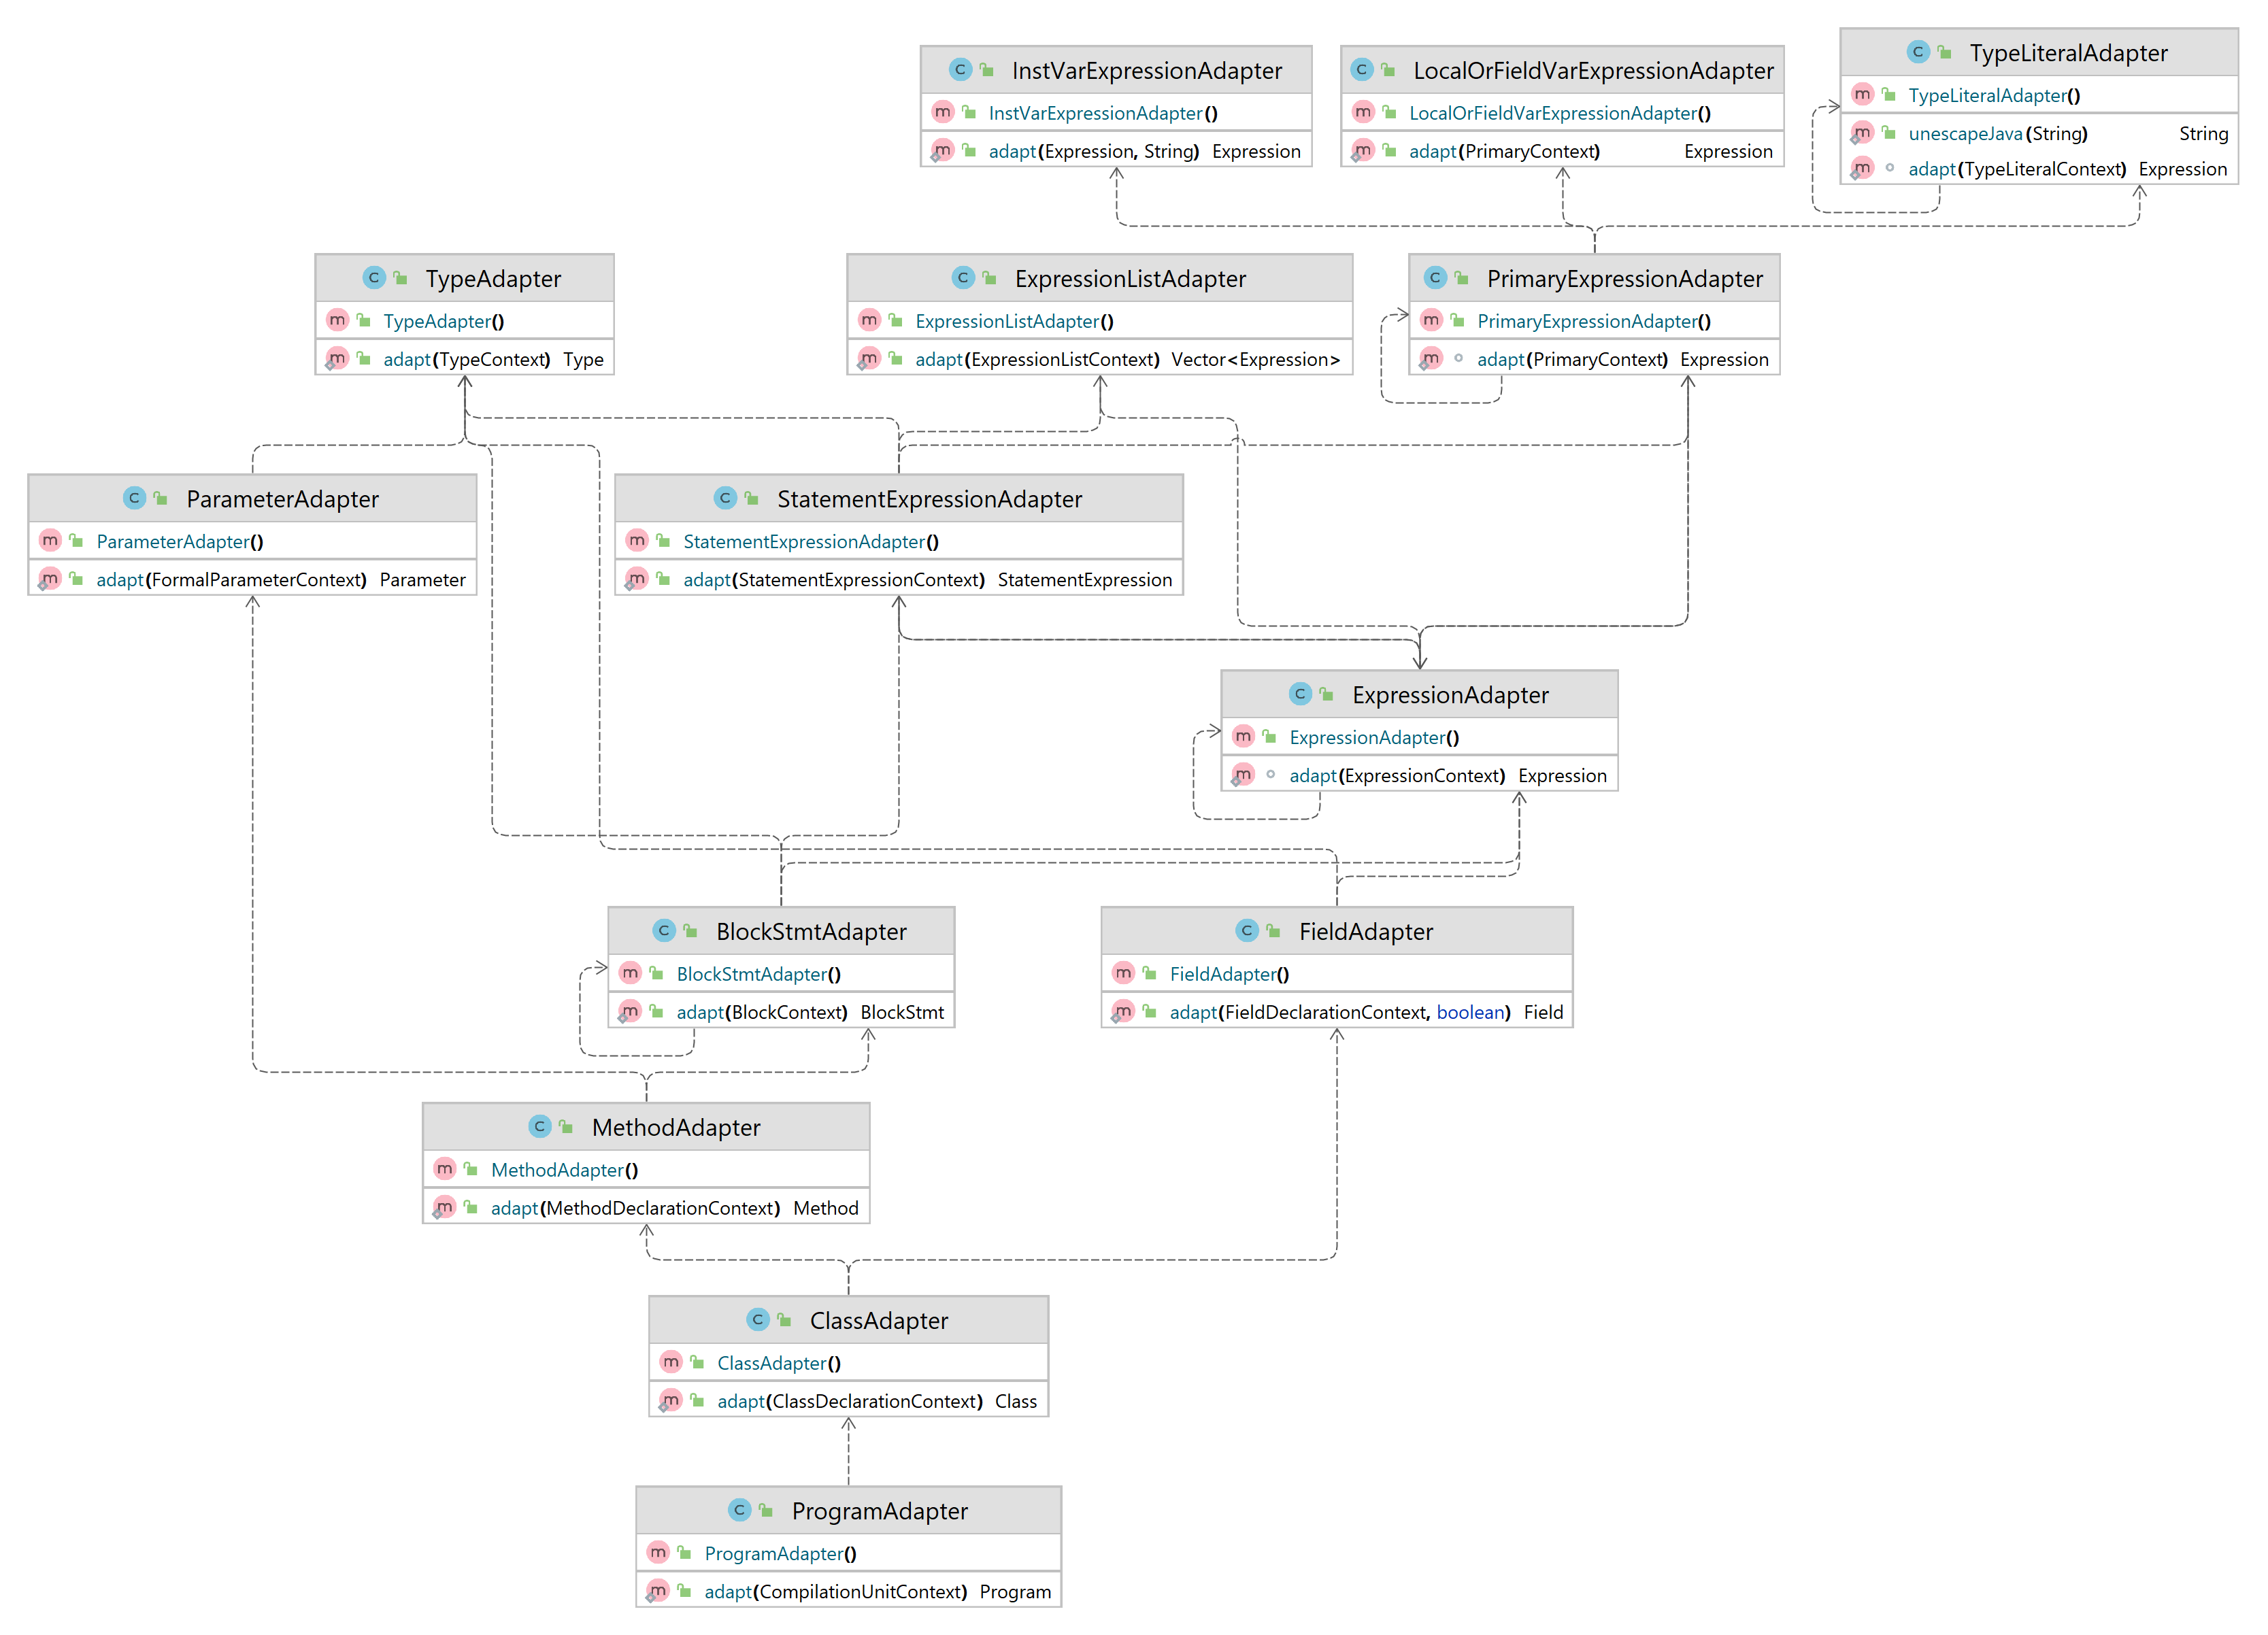 InstVarExpressionAdapter
InstVarExpressionAdapter()
adapt(Expression, String) Expression
LocalOrFieldVarExpressionAdapter
LocalOrFieldVarExpressionAdapter()
adapt(PrimaryContext) Expression
TypeLiteralAdapter
TypeLiteralAdapter()
unescapeJava(String) String
adapt(TypeLiteralContext) Expression
TypeAdapter
TypeAdapter()
adapt(TypeContext) Type
ExpressionListAdapter
ExpressionListAdapter()
adapt(ExpressionListContext) Vector<Expression>
PrimaryExpressionAdapter
PrimaryExpressionAdapter()
adapt(PrimaryContext) Expression
ParameterAdapter
ParameterAdapter()
adapt(FormalParameterContext) Parameter
StatementExpressionAdapter
StatementExpressionAdapter()
adapt(StatementExpressionContext) StatementExpression
ExpressionAdapter
ExpressionAdapter()
adapt(ExpressionContext) Expression
BlockStmtAdapter
BlockStmtAdapter()
adapt(BlockContext) BlockStmt
FieldAdapter
FieldAdapter()
adapt(FieldDeclarationContext, boolean) Field
MethodAdapter
MethodAdapter()
adapt(MethodDeclarationContext) Method
ClassAdapter
ClassAdapter()
adapt(ClassDeclarationContext) Class
ProgramAdapter
ProgramAdapter()
adapt(CompilationUnitContext) Program